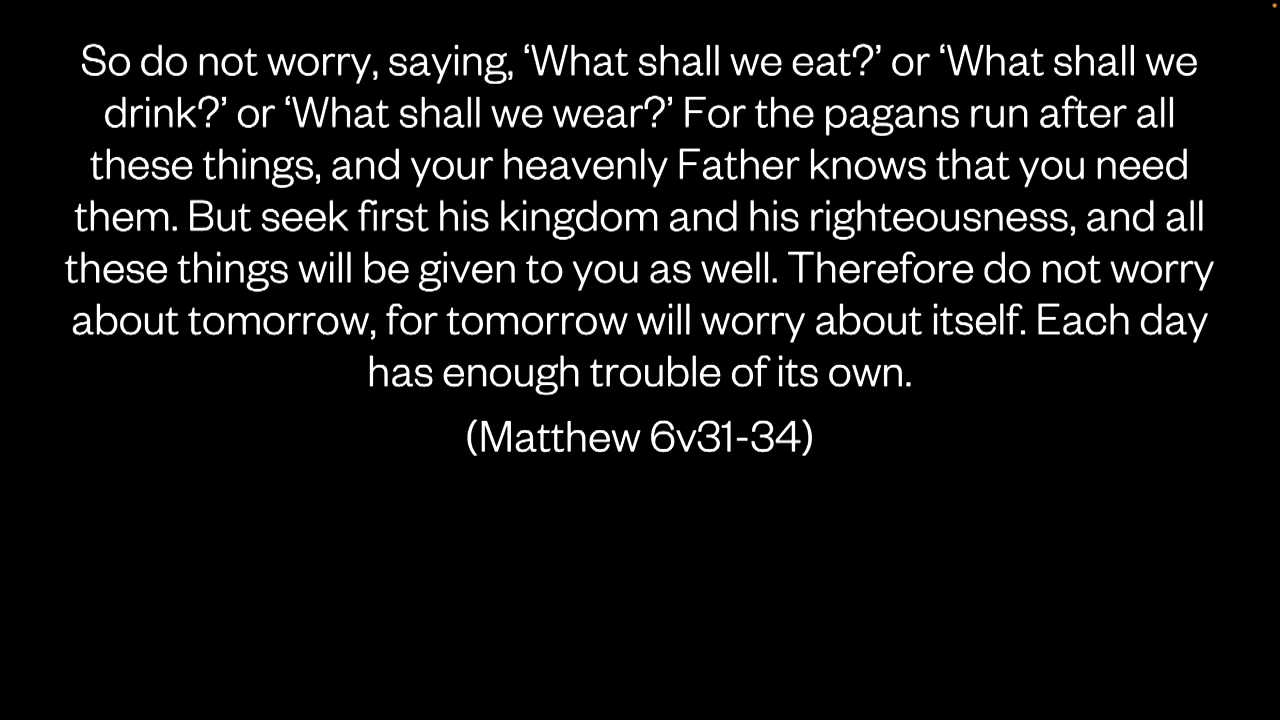 So do not worry, saying, ‘What shall we eat?’ or ‘What shall we
drink?’ or ‘What shall we wear?’ For the pagans run after all
these things, and your heavenly Father knows that you need
them. But seek first his kingdom and his righteousness, and all
these things will be given to you as well. Therefore do not worry
about tomorrow, for tomorrow will worry about itself. Each day
has enough trouble of its own.
(Matthew 6v31-34)